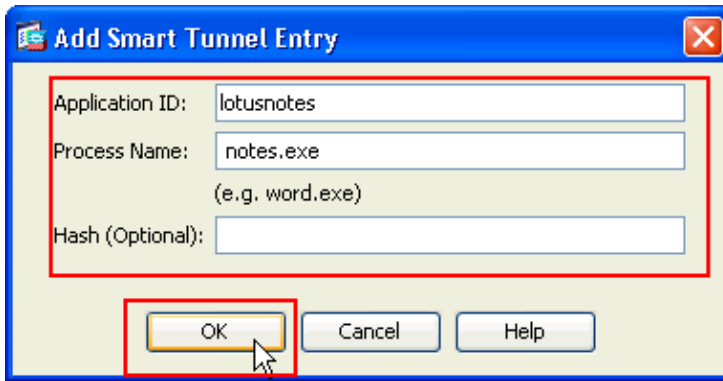 Add Smart Tunnel Entry
Application ID: lotusnotes
Process Name: notes.exe
(e.g. word.exe)
Hash (Optional):
OK Cancel Help